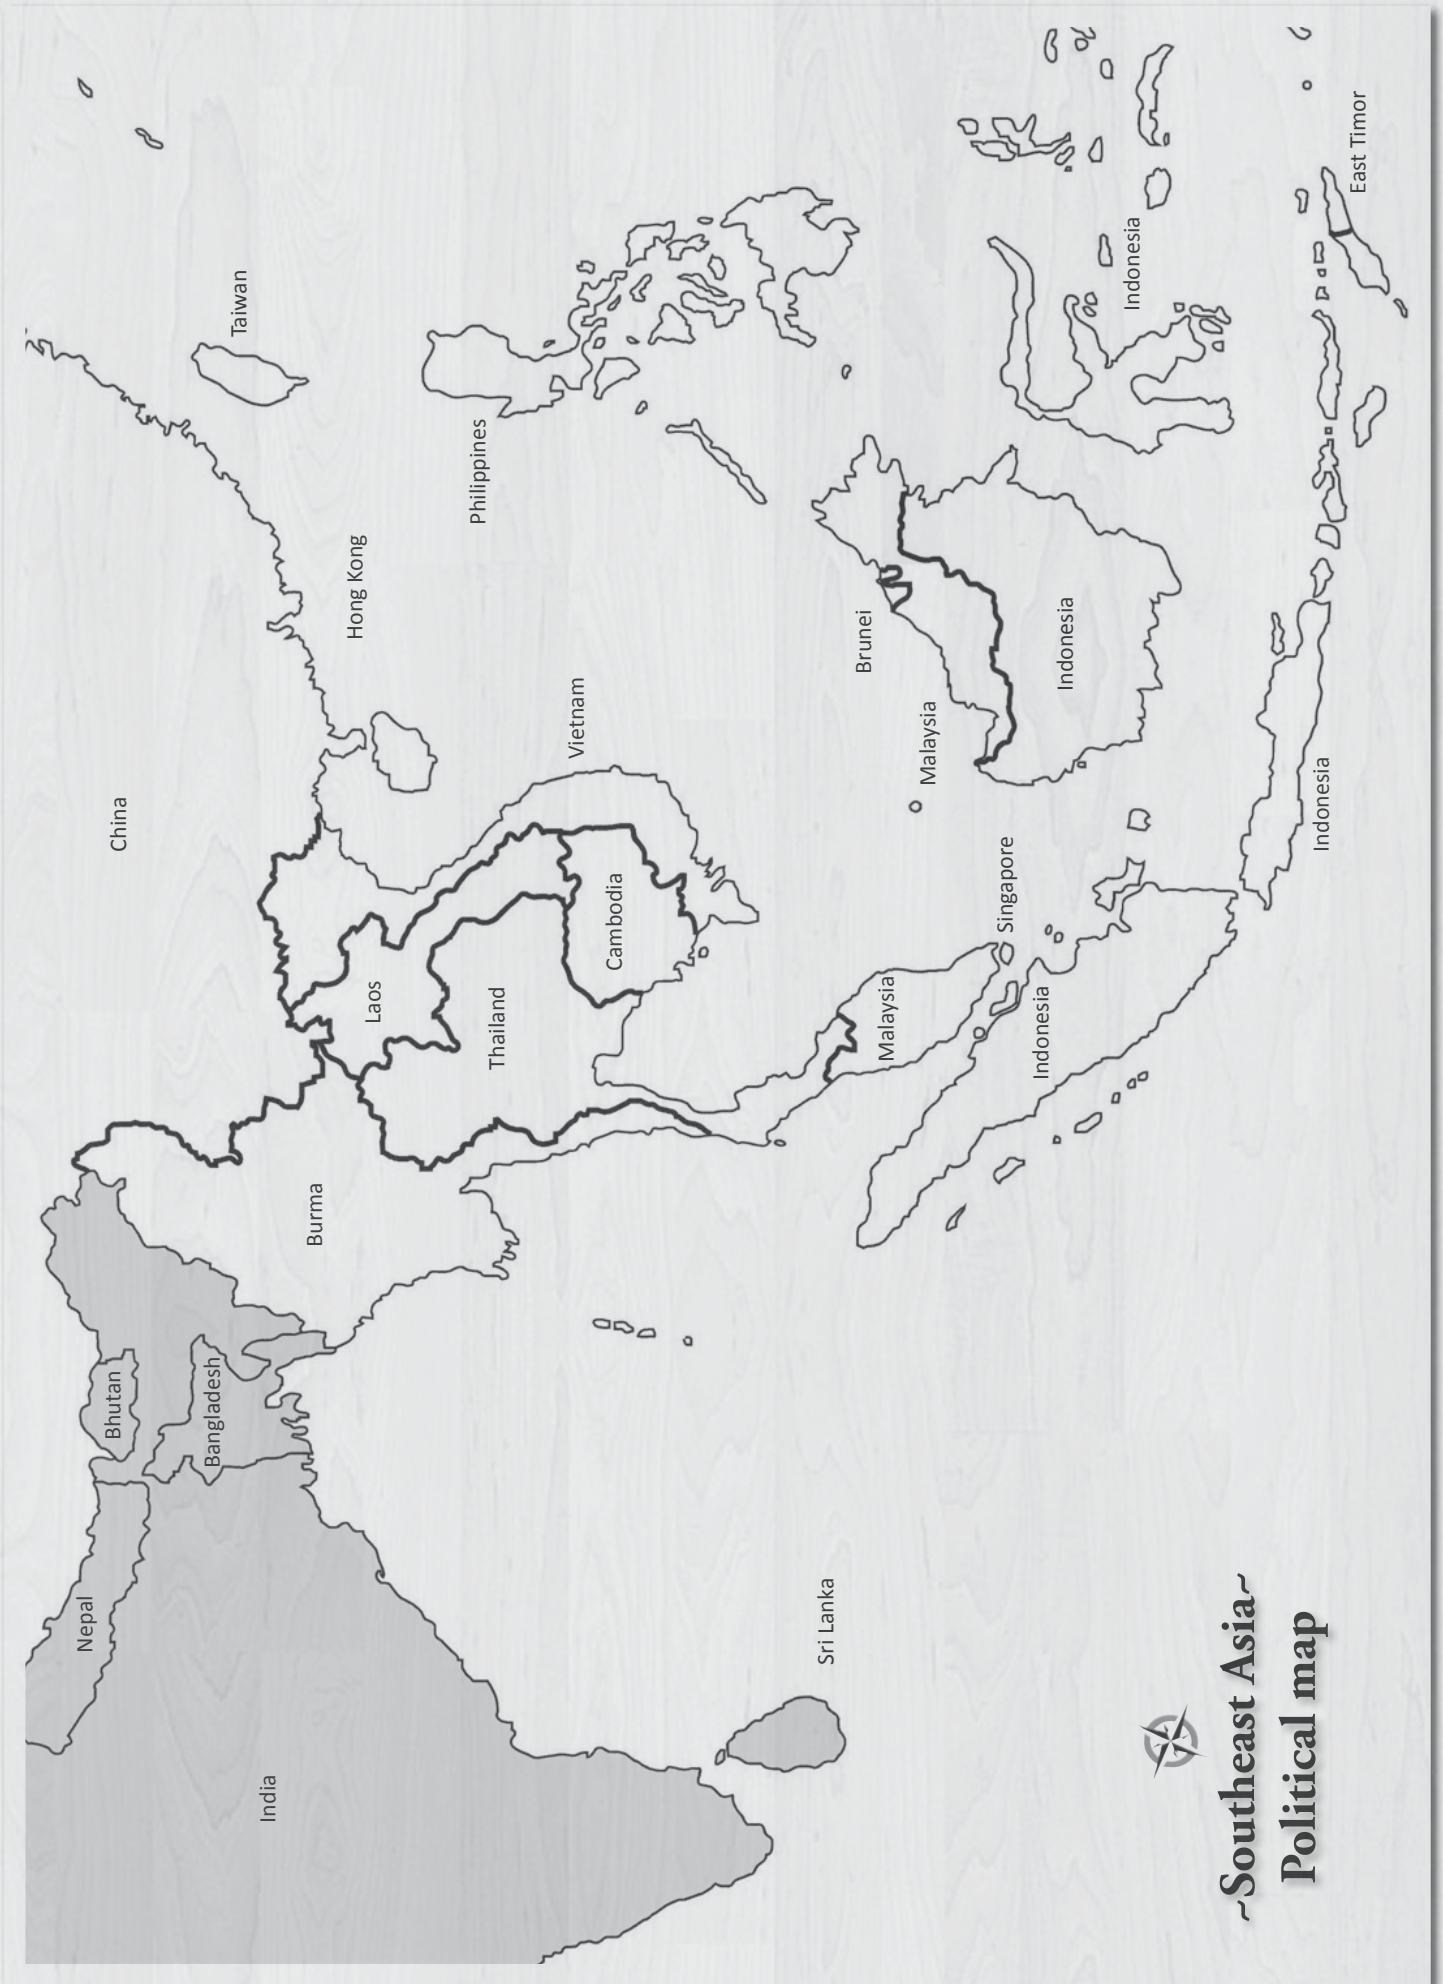 ~Southeast Asia~
Political map
Nepal
Bhutan
China
Bangladesh
Taiwan
India
Burma
Hong Kong
Laos
Philippines
Thailand
Vietnam
Cambodia
Sri Lanka
Brunei
Malaysia
Malaysia
Singapore
Indonesia
Indonesia
Indonesia
Indonesia
East Timor